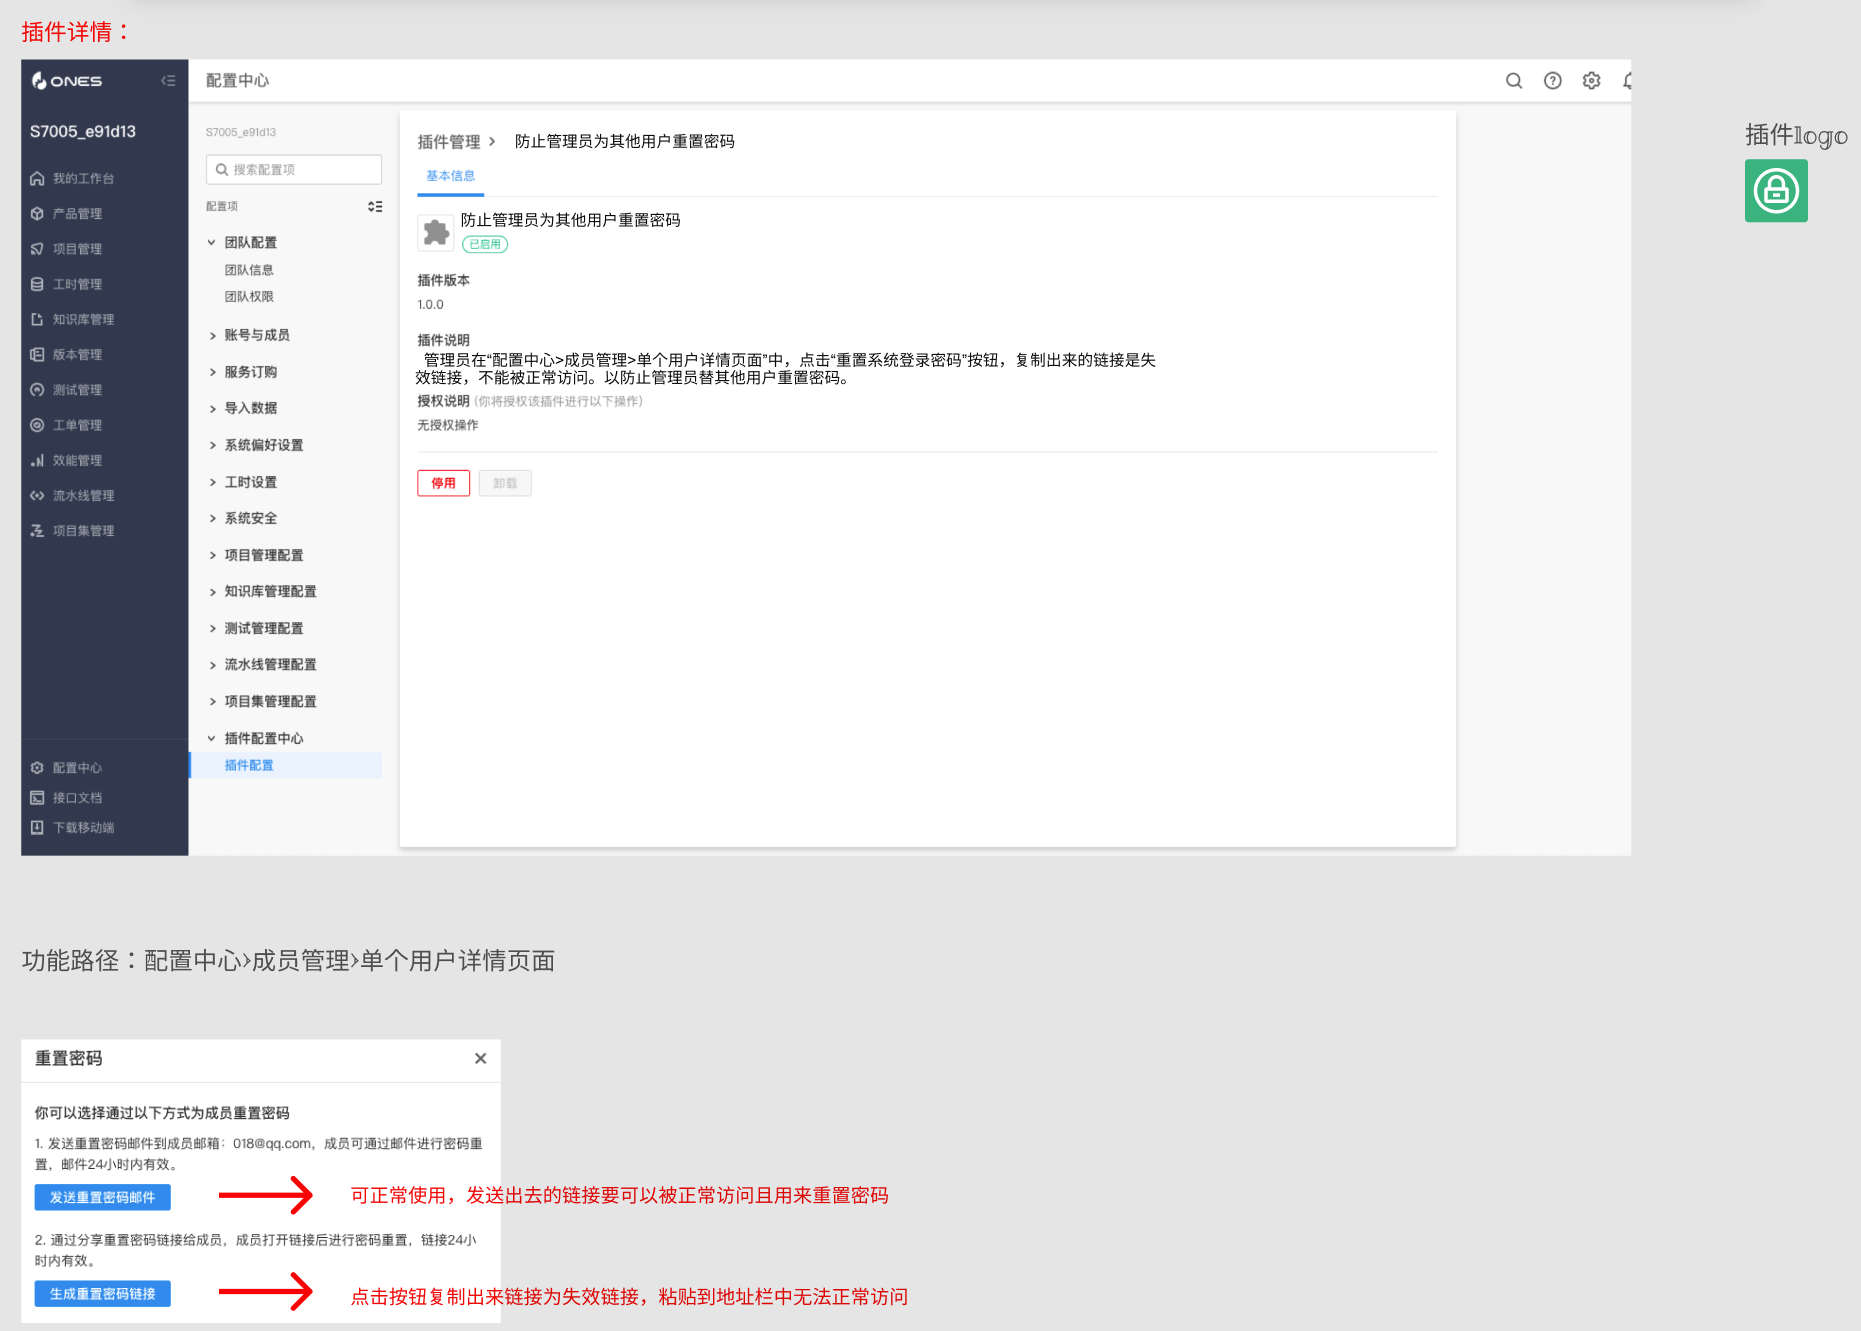 插件详情：
ONES
配置中心
S7005_e91d13
我的工作台
产品管理
项目管理
工时管理
知识库管理
版本管理
测试管理
工单管理
效能管理
流水线管理
项目集管理
配置中心
接口文档
下载移动端
S7005_e91d13
搜索配置项
配置项
团队配置
团队信息
团队权限
账号与成员
服务订购
导入数据
系统偏好设置
工时设置
系统安全
项目管理配置
知识库管理配置
测试管理配置
流水线管理配置
项目集管理配置
插件配置中心
插件配置
插件管理 > 防止管理员为其他用户重置密码
基本信息
防止管理员为其他用户重置密码
已启用
插件版本
1.0.0
插件说明
管理员在“配置中心>成员管理>单个用户详情页面”中，点击“重置系统登录密码”按钮，复制出来的链接是失
效链接，不能被正常访问。以防止管理员替其他用户重置密码。
授权说明 (你将授权该插件进行以下操作)
无授权操作
停用 卸载
插件logo
功能路径：配置中心>成员管理>单个用户详情页面
重置密码
你可以选择通过以下方式为成员重置密码
1. 发送重置密码邮件到成员邮箱：018@qq.com，成员可通过邮件进行密码重
置，邮件24小时内有效。
发送重置密码邮件
可正常使用，发送出去的链接要可以被正常访问且用来重置密码
2. 通过分享重置密码链接给成员，成员打开链接后进行密码重置，链接24小
时内有效。
生成重置密码链接
点击按钮复制出来链接为失效链接，粘贴到地址栏中无法正常访问